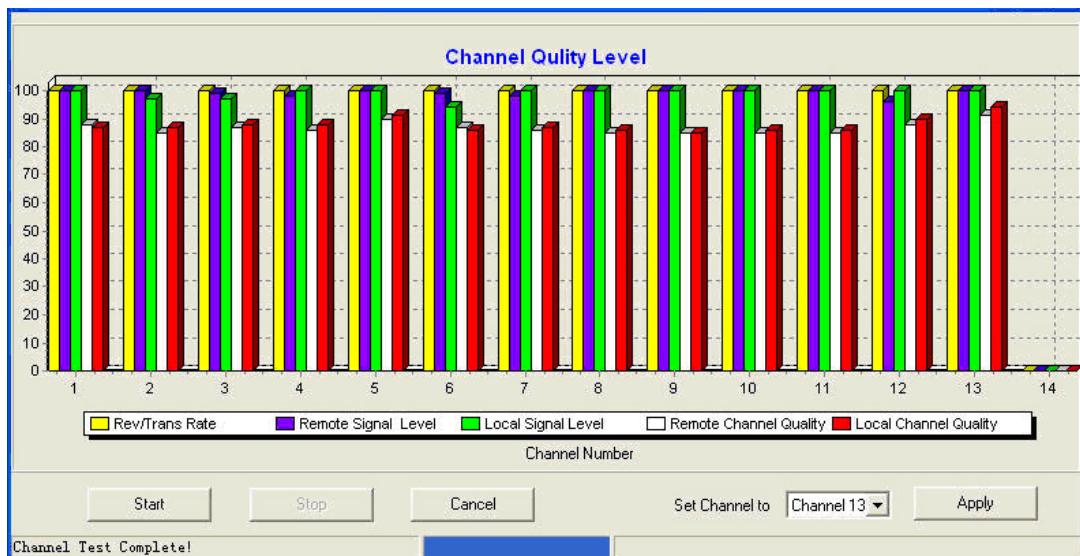 Channel Qulity Level
100
90
80
70
60
50
40
30
20
10
0
1 2 3 4 5 6 7 8 9 10 11 12 13 14
Rev/Trans Rate Remote Signal Level Local Signal Level Remote Channel Quality Local Channel Quality
Channel Number
Start Stop Cancel Set Channel to Channel 13 Apply
Channel Test Complete!